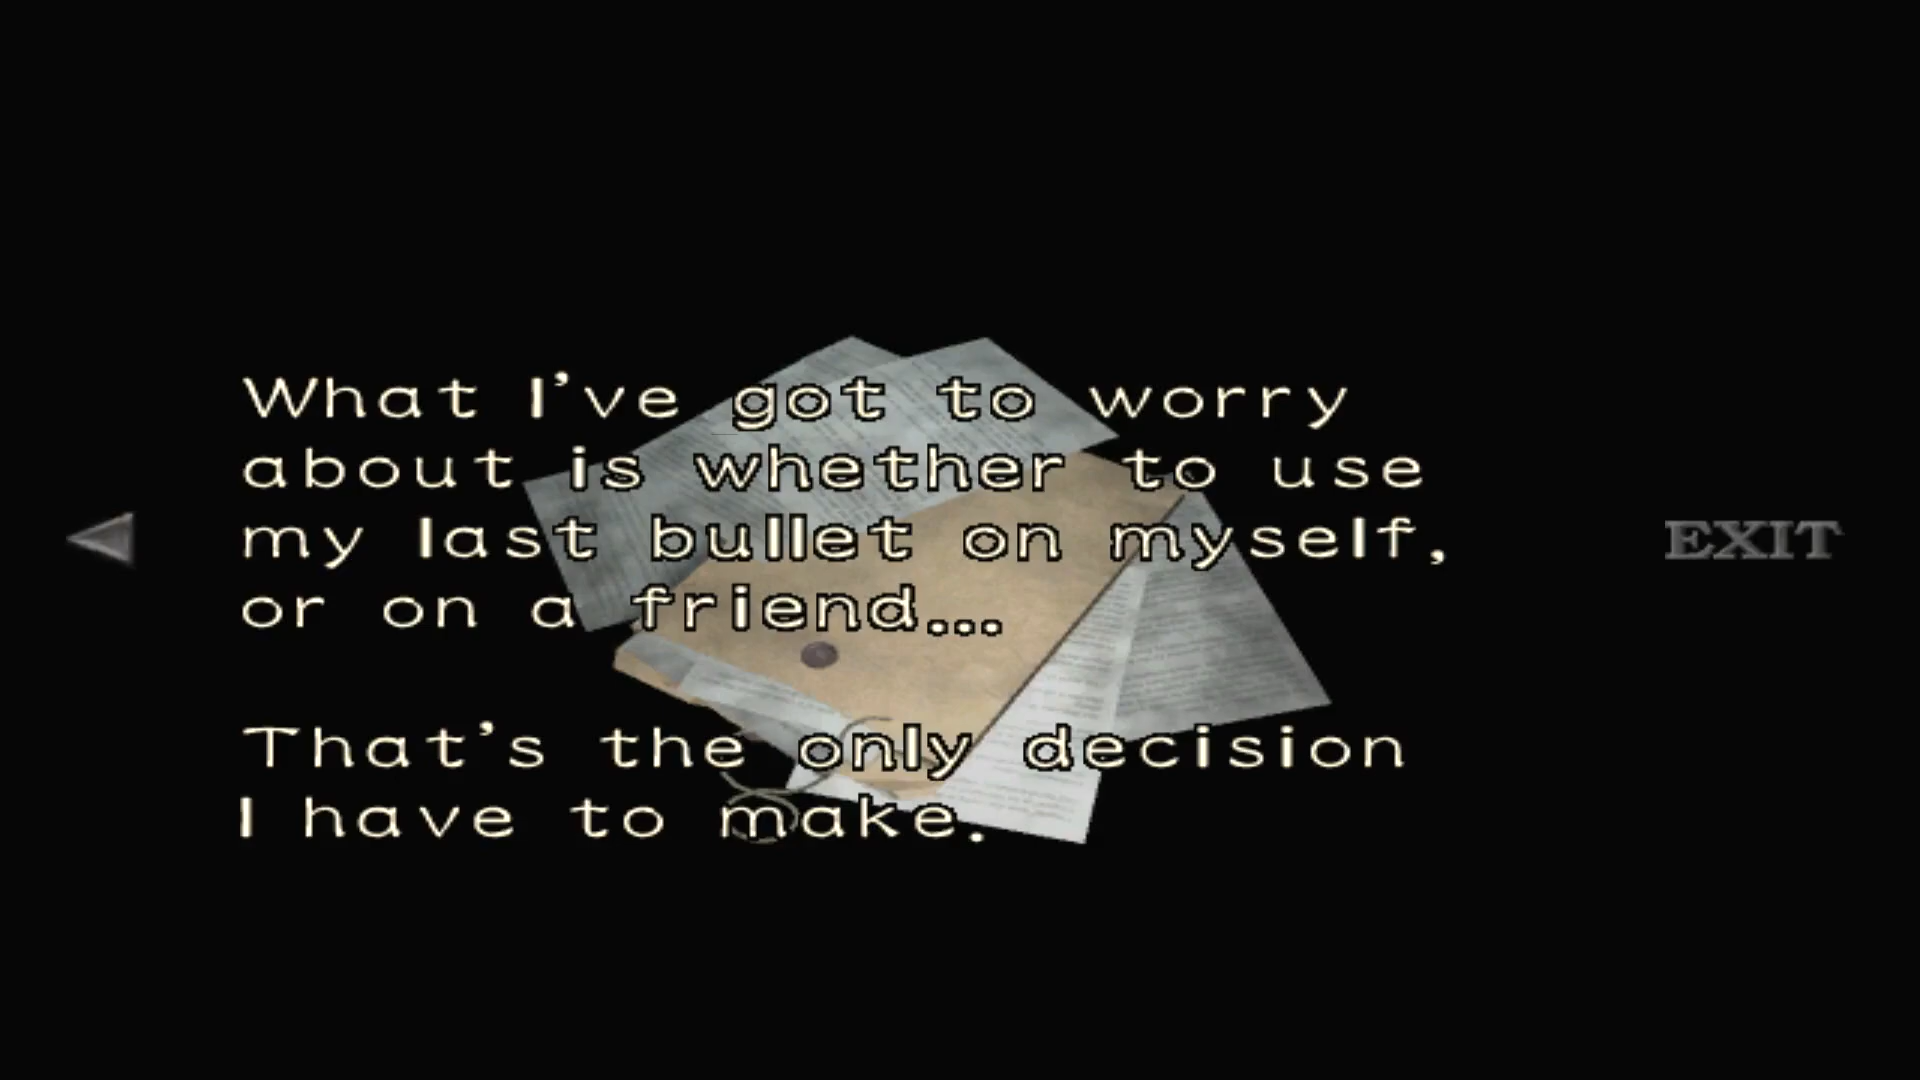 What I've got to worry
about is whether to use
my last bullet on myself,
or on a friend...
That's the only decision
I have to make.
EXIT